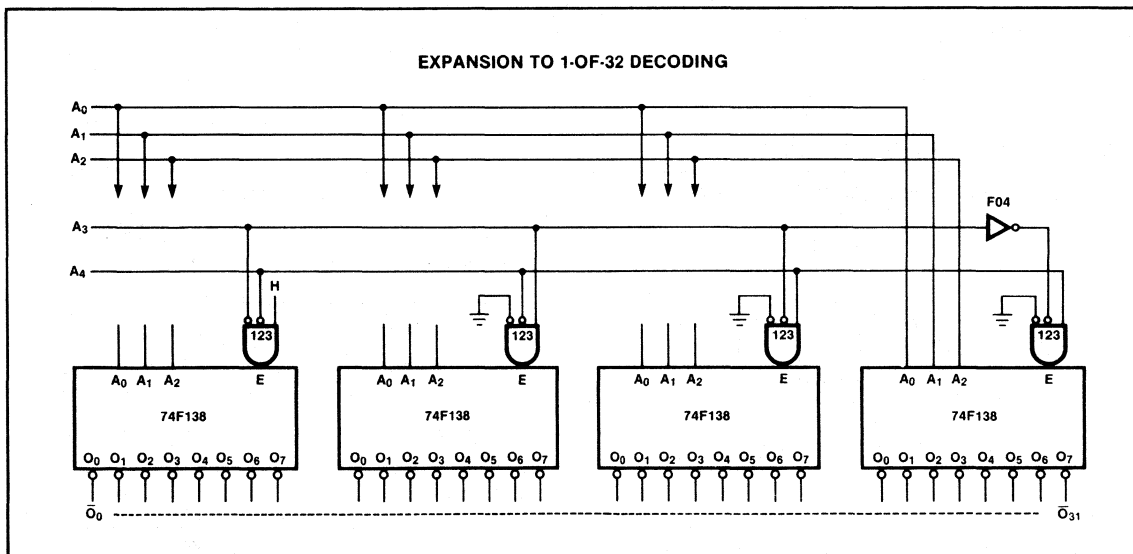 EXPANSION TO 1-OF-32 DECODING
A₀
A₁
A₂
A₃
F04
A₄
H
123 123 123 123
A₀ A₁ A₂ E A₀ A₁ A₂ E A₀ A₁ A₂ E A₀ A₁ A₂ E
74F138 74F138 74F138 74F138
O₀ O₁ O₂ O₃ O₄ O₅ O₆ O₇ O₀ O₁ O₂ O₃ O₄ O₅ O₆ O₇ O₀ O₁ O₂ O₃ O₄ O₅ O₆ O₇ O₀ O₁ O₂ O₃ O₄ O₅ O₆ O₇
Ō₀ Ō₃₁